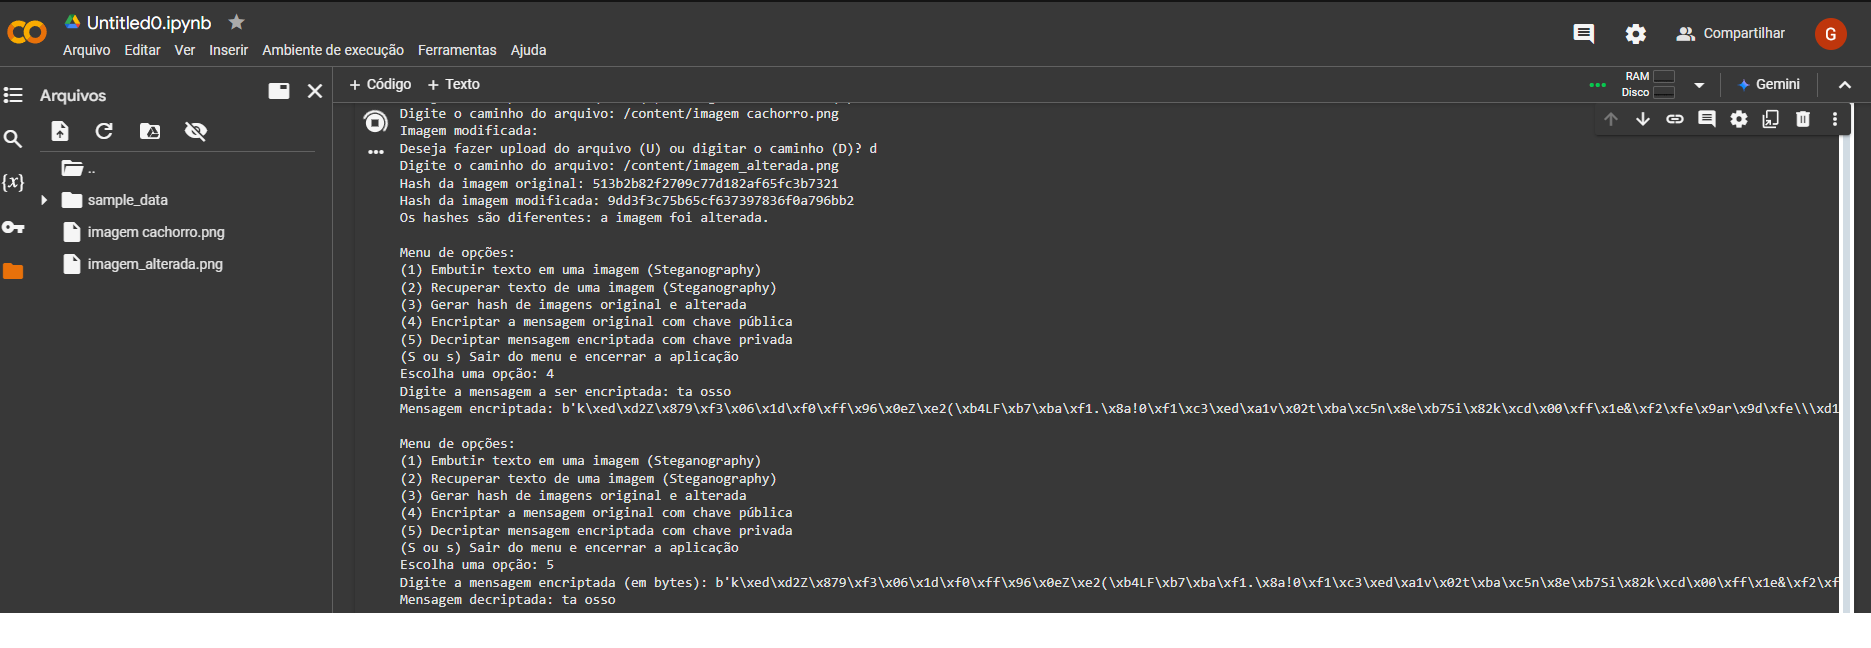 Untitled0.ipynb
Arquivo Editar Ver Inserir Ambiente de execução Ferramentas Ajuda
Compartilhar
G
Arquivos
+ Código + Texto
RAM
Disco
Gemini
..
sample_data
imagem cachorro.png
imagem_alterada.png
{x}
Digite o caminho do arquivo: /content/imagem cachorro.png
Imagem modificada:
Deseja fazer upload do arquivo (U) ou digitar o caminho (D)? d
Digite o caminho do arquivo: /content/imagem_alterada.png
Hash da imagem original: 513b2b82f2709c77d182af65fc3b7321
Hash da imagem modificada: 9dd3f3c75b65cf637397836f0a796bb2
Os hashes são diferentes: a imagem foi alterada.
Menu de opções:
(1) Embutir texto em uma imagem (Steganography)
(2) Recuperar texto de uma imagem (Steganography)
(3) Gerar hash de imagens original e alterada
(4) Encriptar a mensagem original com chave pública
(5) Decriptar mensagem encriptada com chave privada
(S ou s) Sair do menu e encerrar a aplicação
Escolha uma opção: 4
Digite a mensagem a ser encriptada: ta osso
Mensagem encriptada: b'k\xed\xd2Z\x879\xf3\x06\x1d\xf0\xff\x96\x0eZ\xe2(\xb4LF\xb7\xba\xf1.\x8a!0\xf1\xc3\xed\xa1v\x02t\xba\xc5n\x8e\xb7Si\x82k\xcd\x00\xff\x1e&\xf2\xfe\x9ar\x9d\xfe\\\xd1
Menu de opções:
(1) Embutir texto em uma imagem (Steganography)
(2) Recuperar texto de uma imagem (Steganography)
(3) Gerar hash de imagens original e alterada
(4) Encriptar a mensagem original com chave pública
(5) Decriptar mensagem encriptada com chave privada
(S ou s) Sair do menu e encerrar a aplicação
Escolha uma opção: 5
Digite a mensagem encriptada (em bytes): b'k\xed\xd2Z\x879\xf3\x06\x1d\xf0\xff\x96\x0eZ\xe2(\xb4LF\xb7\xba\xf1.\x8a!0\xf1\xc3\xed\xa1v\x02t\xba\xc5n\x8e\xb7Si\x82k\xcd\x00\xff\x1e&\xf2\xf
Mensagem decriptada: ta osso